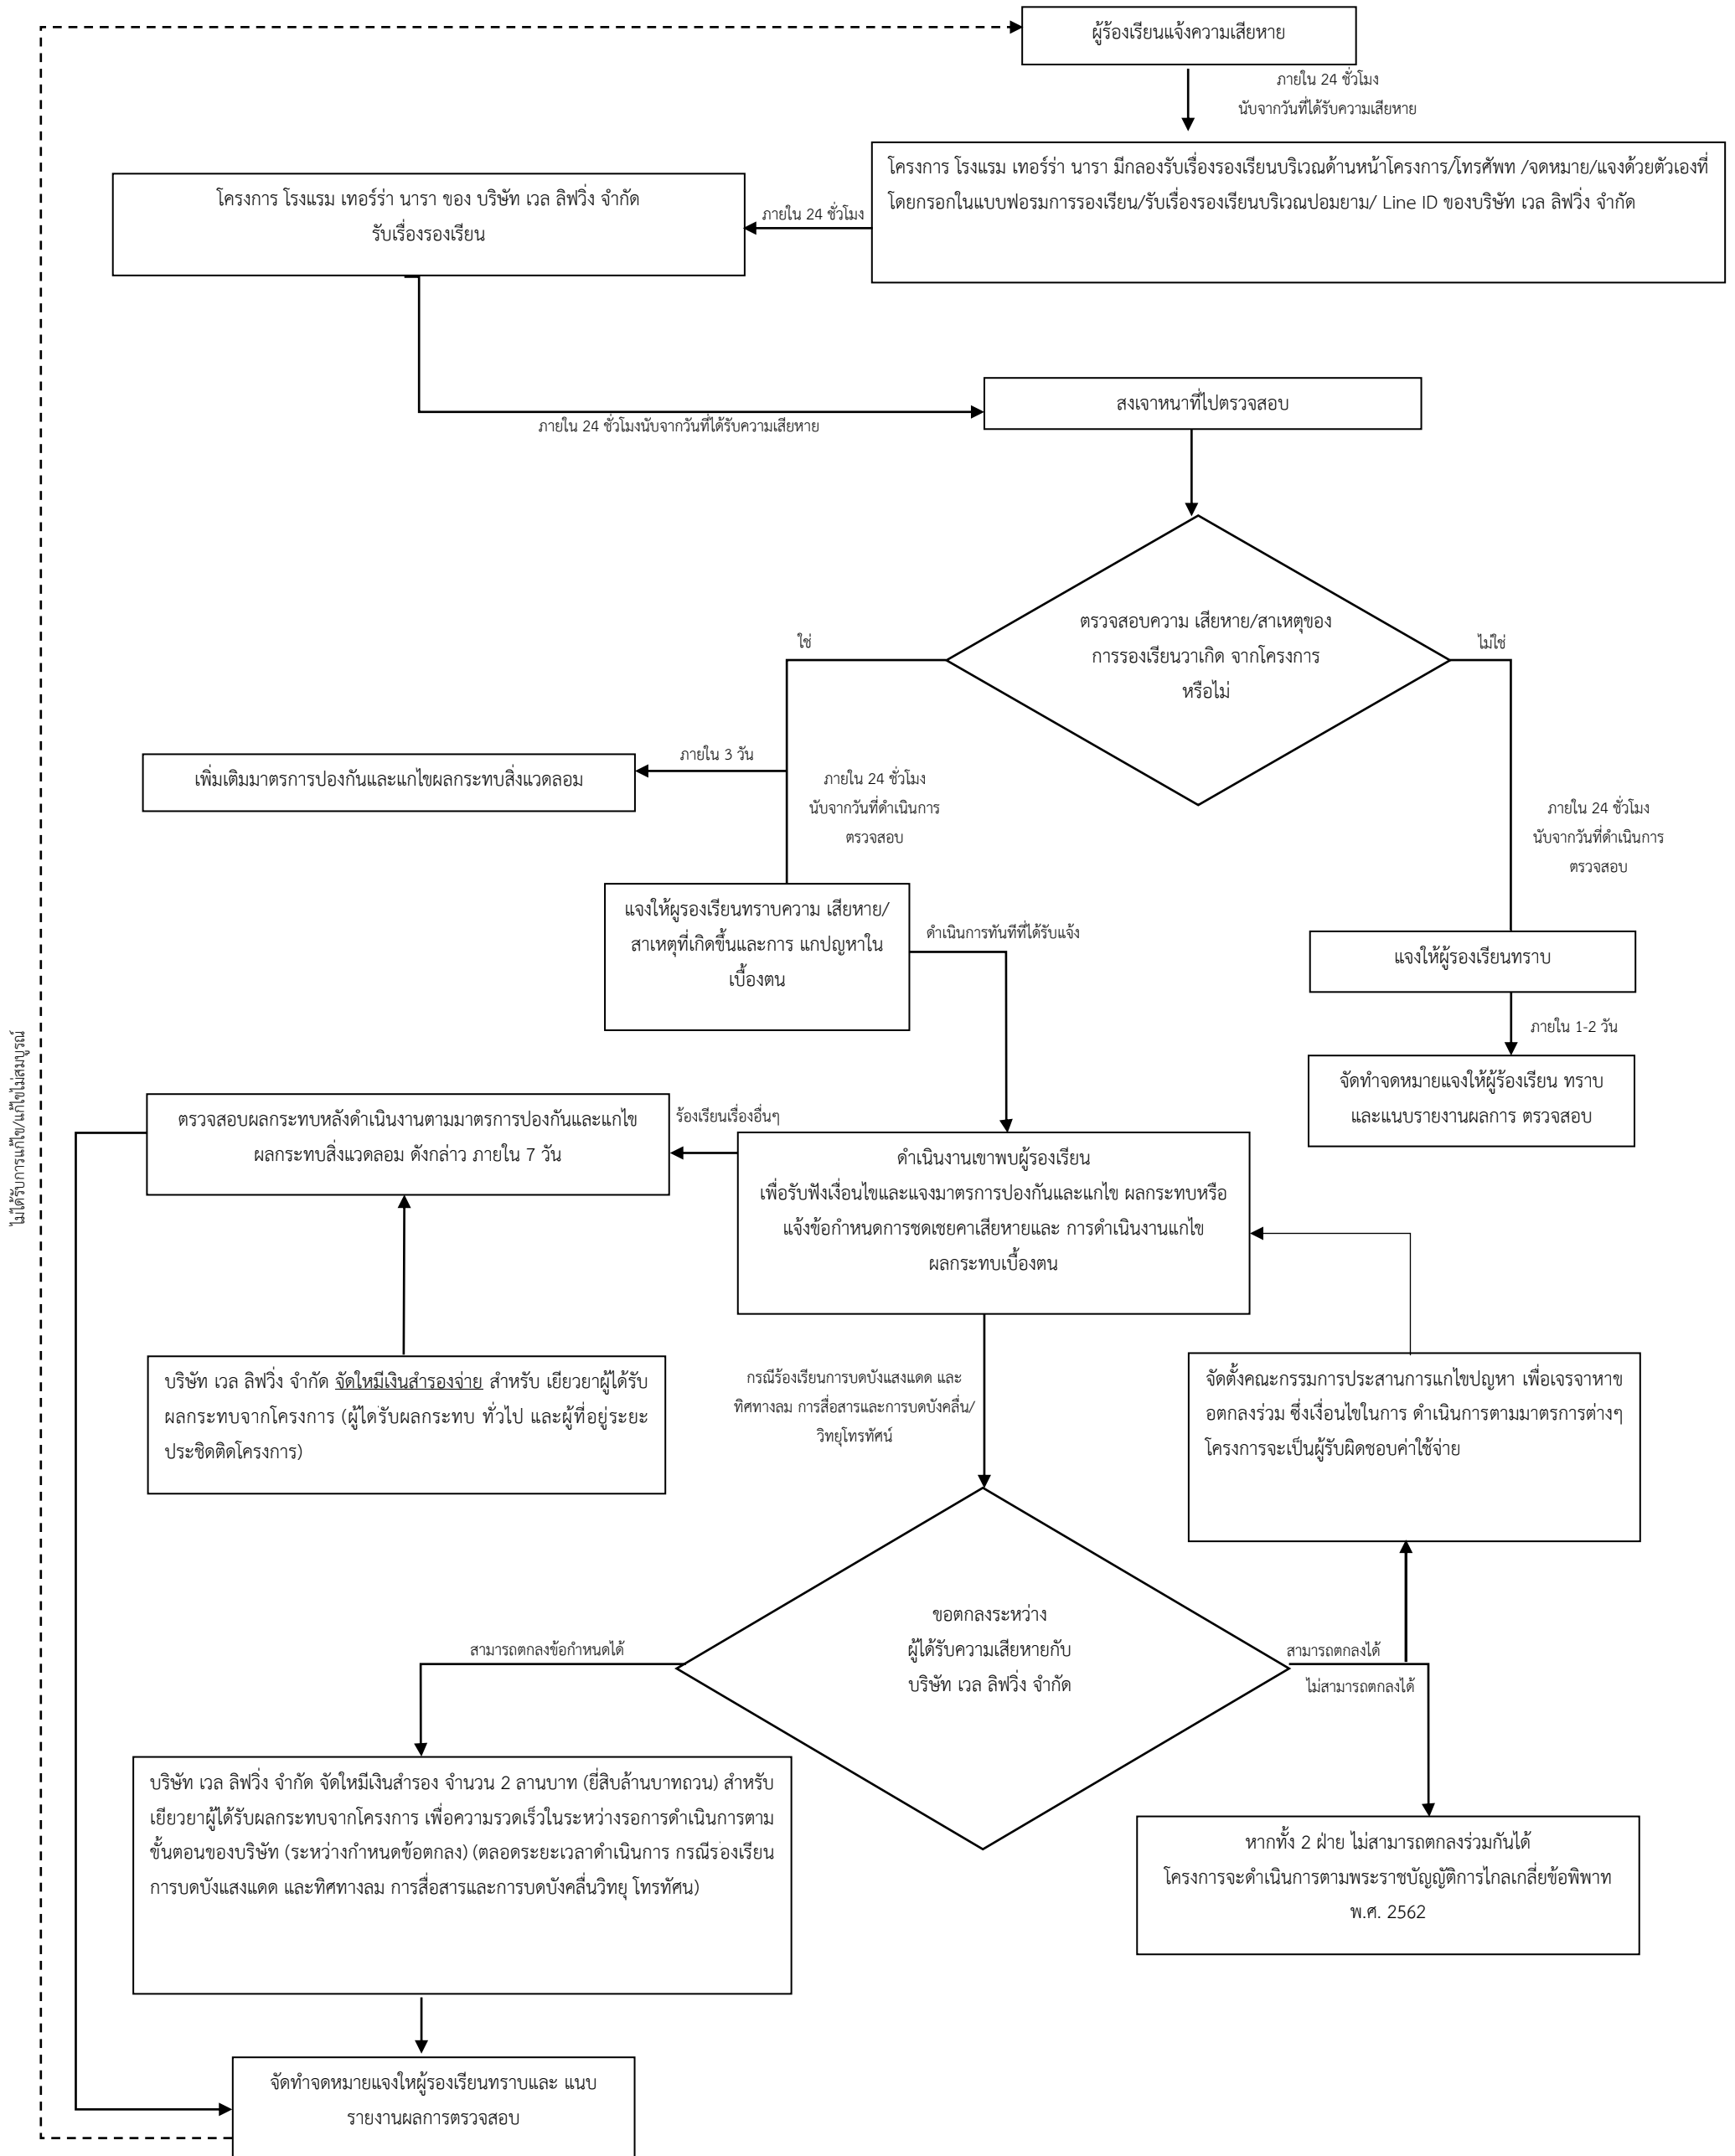 ผู้ร้องเรียนแจ้งความเสียหาย
ภายใน 24 ชั่วโมง
นับจากวันที่ได้รับความเสียหาย
โครงการ โรงแรม เทอร์ร่า นารา มีกลองรับเรื่องรองเรียนบริเวณด้านหน้าโครงการ/โทรศัพท /จดหมาย/แจงด้วยตัวเองที่
โดยกรอกในแบบฟอรมการรองเรียน/รับเรื่องรองเรียนบริเวณปอมยาม/ Line ID ของบริษัท เวล ลิฟวิ่ง จำกัด
ภายใน 24 ชั่วโมง
โครงการ โรงแรม เทอร์ร่า นารา ของ บริษัท เวล ลิฟวิ่ง จำกัด
รับเรื่องรองเรียน
สงเจาหนาที่ไปตรวจสอบ
ภายใน 24 ชั่วโมงนับจากวันที่ได้รับความเสียหาย
ตรวจสอบความ เสียหาย/สาเหตุของ
การรองเรียนวาเกิด จากโครงการ
หรือไม่
ใช่
ไม่ใช่
ภายใน 3 วัน
เพิ่มเติมมาตรการปองกันและแกไขผลกระทบสิ่งแวดลอม
ภายใน 24 ชั่วโมง
นับจากวันที่ดำเนินการ
ตรวจสอบ
ภายใน 24 ชั่วโมง
นับจากวันที่ดำเนินการ
ตรวจสอบ
แจงให้ผูรองเรียนทราบความ เสียหาย/
สาเหตุที่เกิดขึ้นและการ แกปญหาใน
เบื้องตน
ดำเนินการทันทีที่ได้รับแจ้ง
แจงให้ผู้รองเรียนทราบ
ภายใน 1-2 วัน
จัดทำจดหมายแจงให้ผู้ร้องเรียน ทราบ
และแนบรายงานผลการ ตรวจสอบ
ไม่ได้รับการแก้ไข/แก้ไขไม่สมบูรณ์
ตรวจสอบผลกระทบหลังดำเนินงานตามมาตรการปองกันและแกไข
ผลกระทบสิ่งแวดลอม ดังกล่าว ภายใน 7 วัน
ร้องเรียนเรื่องอื่นๆ
ดำเนินงานเขาพบผู้รองเรียน
เพื่อรับฟังเงื่อนไขและแจงมาตรการปองกันและแกไข ผลกระทบหรือ
แจ้งข้อกำหนดการชดเชยคาเสียหายและ การดำเนินงานแกไข
ผลกระทบเบื้องตน
บริษัท เวล ลิฟวิ่ง จำกัด จัดใหมีเงินสำรองจ่าย สำหรับ เยียวยาผู้ได้รับ
ผลกระทบจากโครงการ (ผู้ไดรับผลกระทบ ทั่วไป และผู้ที่อยู่ระยะ
ประชิดติดโครงการ)
กรณีร้องเรียนการบดบังแสงแดด และ
ทิศทางลม การสื่อสารและการบดบังคลื่น/
วิทยุโทรทัศน์
จัดตั้งคณะกรรมการประสานการแกไขปญหา เพื่อเจรจาหาข
อตกลงร่วม ซึ่งเงื่อนไขในการ ดำเนินการตามมาตรการต่างๆ
โครงการจะเป็นผู้รับผิดชอบค่าใช้จ่าย
ขอตกลงระหว่าง
ผู้ได้รับความเสียหายกับ
บริษัท เวล ลิฟวิ่ง จำกัด
สามารถตกลงข้อกำหนดได้
สามารถตกลงได้
ไม่สามารถตกลงได้
บริษัท เวล ลิฟวิ่ง จำกัด จัดใหมีเงินสำรอง จำนวน 2 ลานบาท (ยี่สิบล้านบาทถวน) สำหรับ
เยียวยาผู้ได้รับผลกระทบจากโครงการ เพื่อความรวดเร็วในระหว่างรอการดำเนินการตาม
ขั้นตอนของบริษัท (ระหว่างกำหนดข้อตกลง) (ตลอดระยะเวลาดำเนินการ กรณีร่องเรียน
การบดบังแสงแดด และทิศทางลม การสื่อสารและการบดบังคลื่นวิทยุ โทรทัศน)
หากทั้ง 2 ฝ่าย ไม่สามารถตกลงร่วมกันได้
โครงการจะดำเนินการตามพระราชบัญญัติการไกลเกลี่ยข้อพิพาท
พ.ศ. 2562
จัดทำจดหมายแจงใหผู้รองเรียนทราบและ แนบ
รายงานผลการตรวจสอบ